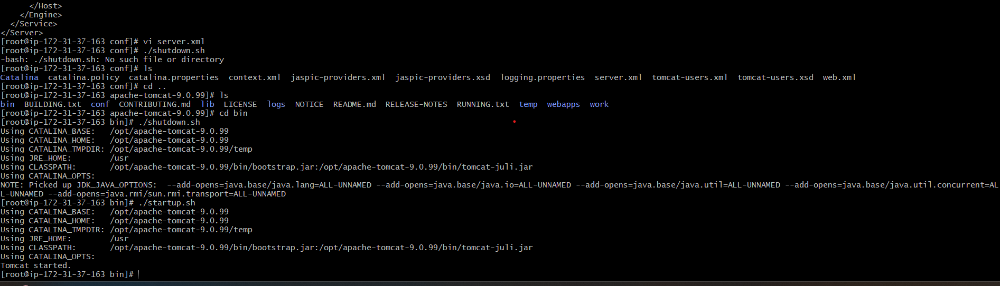 </Host>
</Engine>
</Service>
</Server>
[root@ip-172-31-37-163 conf]# vi server.xml
[root@ip-172-31-37-163 conf]# ./shutdown.sh
-bash: ./shutdown.sh: No such file or directory
[root@ip-172-31-37-163 conf]# ls
Catalina  catalina.policy  catalina.properties  context.xml  jaspic-providers.xml  jaspic-providers.xsd  logging.properties  server.xml  tomcat-users.xml  tomcat-users.xsd  web.xml
[root@ip-172-31-37-163 conf]# cd ..
[root@ip-172-31-37-163 apache-tomcat-9.0.99]# ls
bin  BUILDING.txt  conf  CONTRIBUTING.md  lib  LICENSE  logs  NOTICE  README.md  RELEASE-NOTES  RUNNING.txt  temp  webapps  work
[root@ip-172-31-37-163 apache-tomcat-9.0.99]# cd bin
[root@ip-172-31-37-163 bin]# ./shutdown.sh
Using CATALINA_BASE:   /opt/apache-tomcat-9.0.99
Using CATALINA_HOME:   /opt/apache-tomcat-9.0.99
Using CATALINA_TMPDIR: /opt/apache-tomcat-9.0.99/temp
Using JRE_HOME:        /usr
Using CLASSPATH:       /opt/apache-tomcat-9.0.99/bin/bootstrap.jar:/opt/apache-tomcat-9.0.99/bin/tomcat-juli.jar
Using CATALINA_OPTS:
NOTE: Picked up JDK_JAVA_OPTIONS:  --add-opens=java.base/java.lang=ALL-UNNAMED --add-opens=java.base/java.io=ALL-UNNAMED --add-opens=java.base/java.util=ALL-UNNAMED --add-opens=java.base/java.util.concurrent=AL
L-UNNAMED --add-opens=java.rmi/sun.rmi.transport=ALL-UNNAMED
[root@ip-172-31-37-163 bin]# ./startup.sh
Using CATALINA_BASE:   /opt/apache-tomcat-9.0.99
Using CATALINA_HOME:   /opt/apache-tomcat-9.0.99
Using CATALINA_TMPDIR: /opt/apache-tomcat-9.0.99/temp
Using JRE_HOME:        /usr
Using CLASSPATH:       /opt/apache-tomcat-9.0.99/bin/bootstrap.jar:/opt/apache-tomcat-9.0.99/bin/tomcat-juli.jar
Using CATALINA_OPTS:
Tomcat started.
[root@ip-172-31-37-163 bin]#